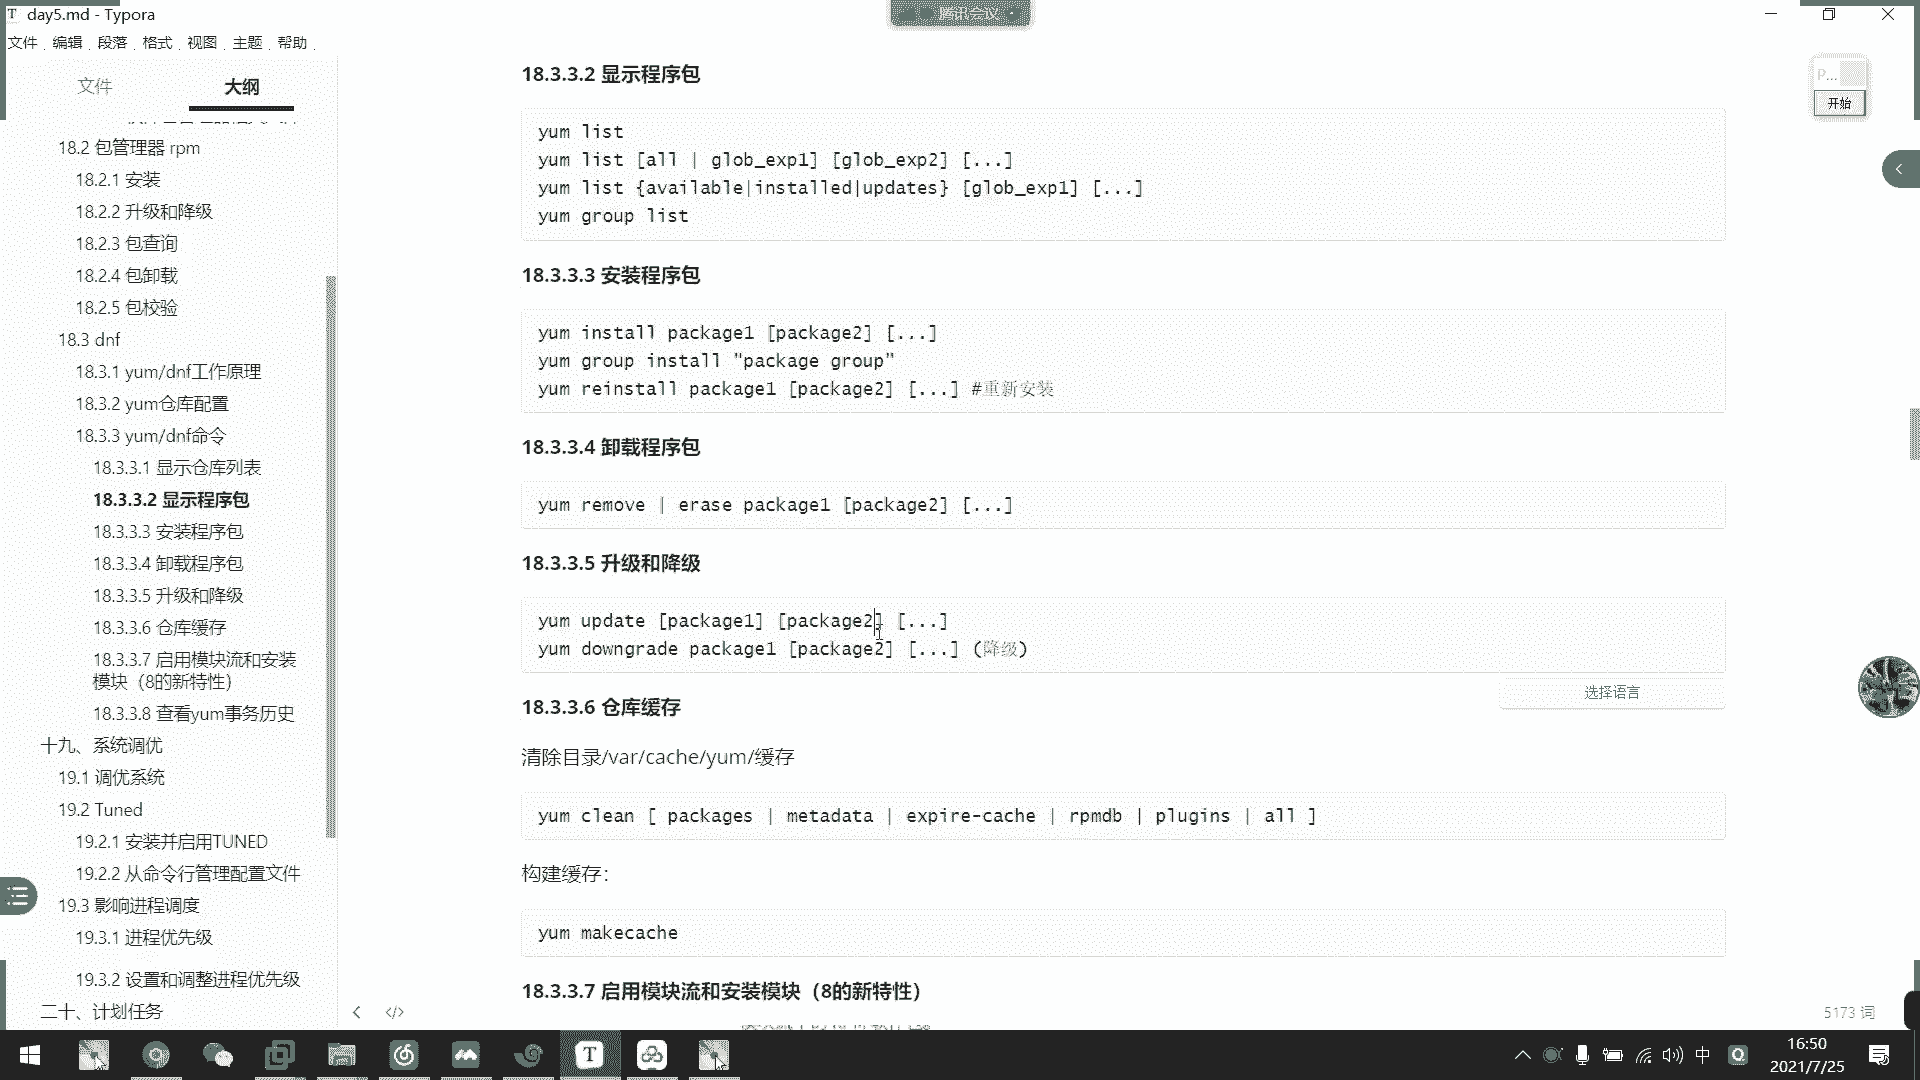 day5.md - Typora
腾讯会议
文件 编辑 段落 格式 视图 主题 帮助
文件 大纲
18.2 包管理器 rpm
18.2.1 安装
18.2.2 升级和降级
18.2.3 包查询
18.2.4 包卸载
18.2.5 包校验
18.3 dnf
18.3.1 yum/dnf工作原理
18.3.2 yum仓库配置
18.3.3 yum/dnf命令
18.3.3.1 显示仓库列表
18.3.3.2 显示程序包
18.3.3.3 安装程序包
18.3.3.4 卸载程序包
18.3.3.5 升级和降级
18.3.3.6 仓库缓存
18.3.3.7 启用模块流和安装
模块（8的新特性）
18.3.3.8 查看yum事务历史
十九、系统调优
19.1 调优系统
19.2 Tuned
19.2.1 安装并启用TUNED
19.2.2 从命令行管理配置文件
19.3 影响进程调度
19.3.1 进程优先级
19.3.2 设置和调整进程优先级
二十、计划任务
18.3.3.2 显示程序包
yum list
yum list [all | glob_exp1] [glob_exp2] [...]
yum list {available|installed|updates} [glob_exp1] [...]
yum group list
18.3.3.3 安装程序包
yum install package1 [package2] [...]
yum group install "package group"
yum reinstall package1 [package2] [...] #重新安装
18.3.3.4 卸载程序包
yum remove | erase package1 [package2] [...]
18.3.3.5 升级和降级
yum update [package1] [package2] [...]
yum downgrade package1 [package2] [...] (降级)
选择语言
18.3.3.6 仓库缓存
清除目录/var/cache/yum/缓存
yum clean [ packages | metadata | expire-cache | rpmdb | plugins | all ]
构建缓存：
yum makecache
18.3.3.7 启用模块流和安装模块（8的新特性）
P...
开始
5173 词
中
16:50
2021/7/25